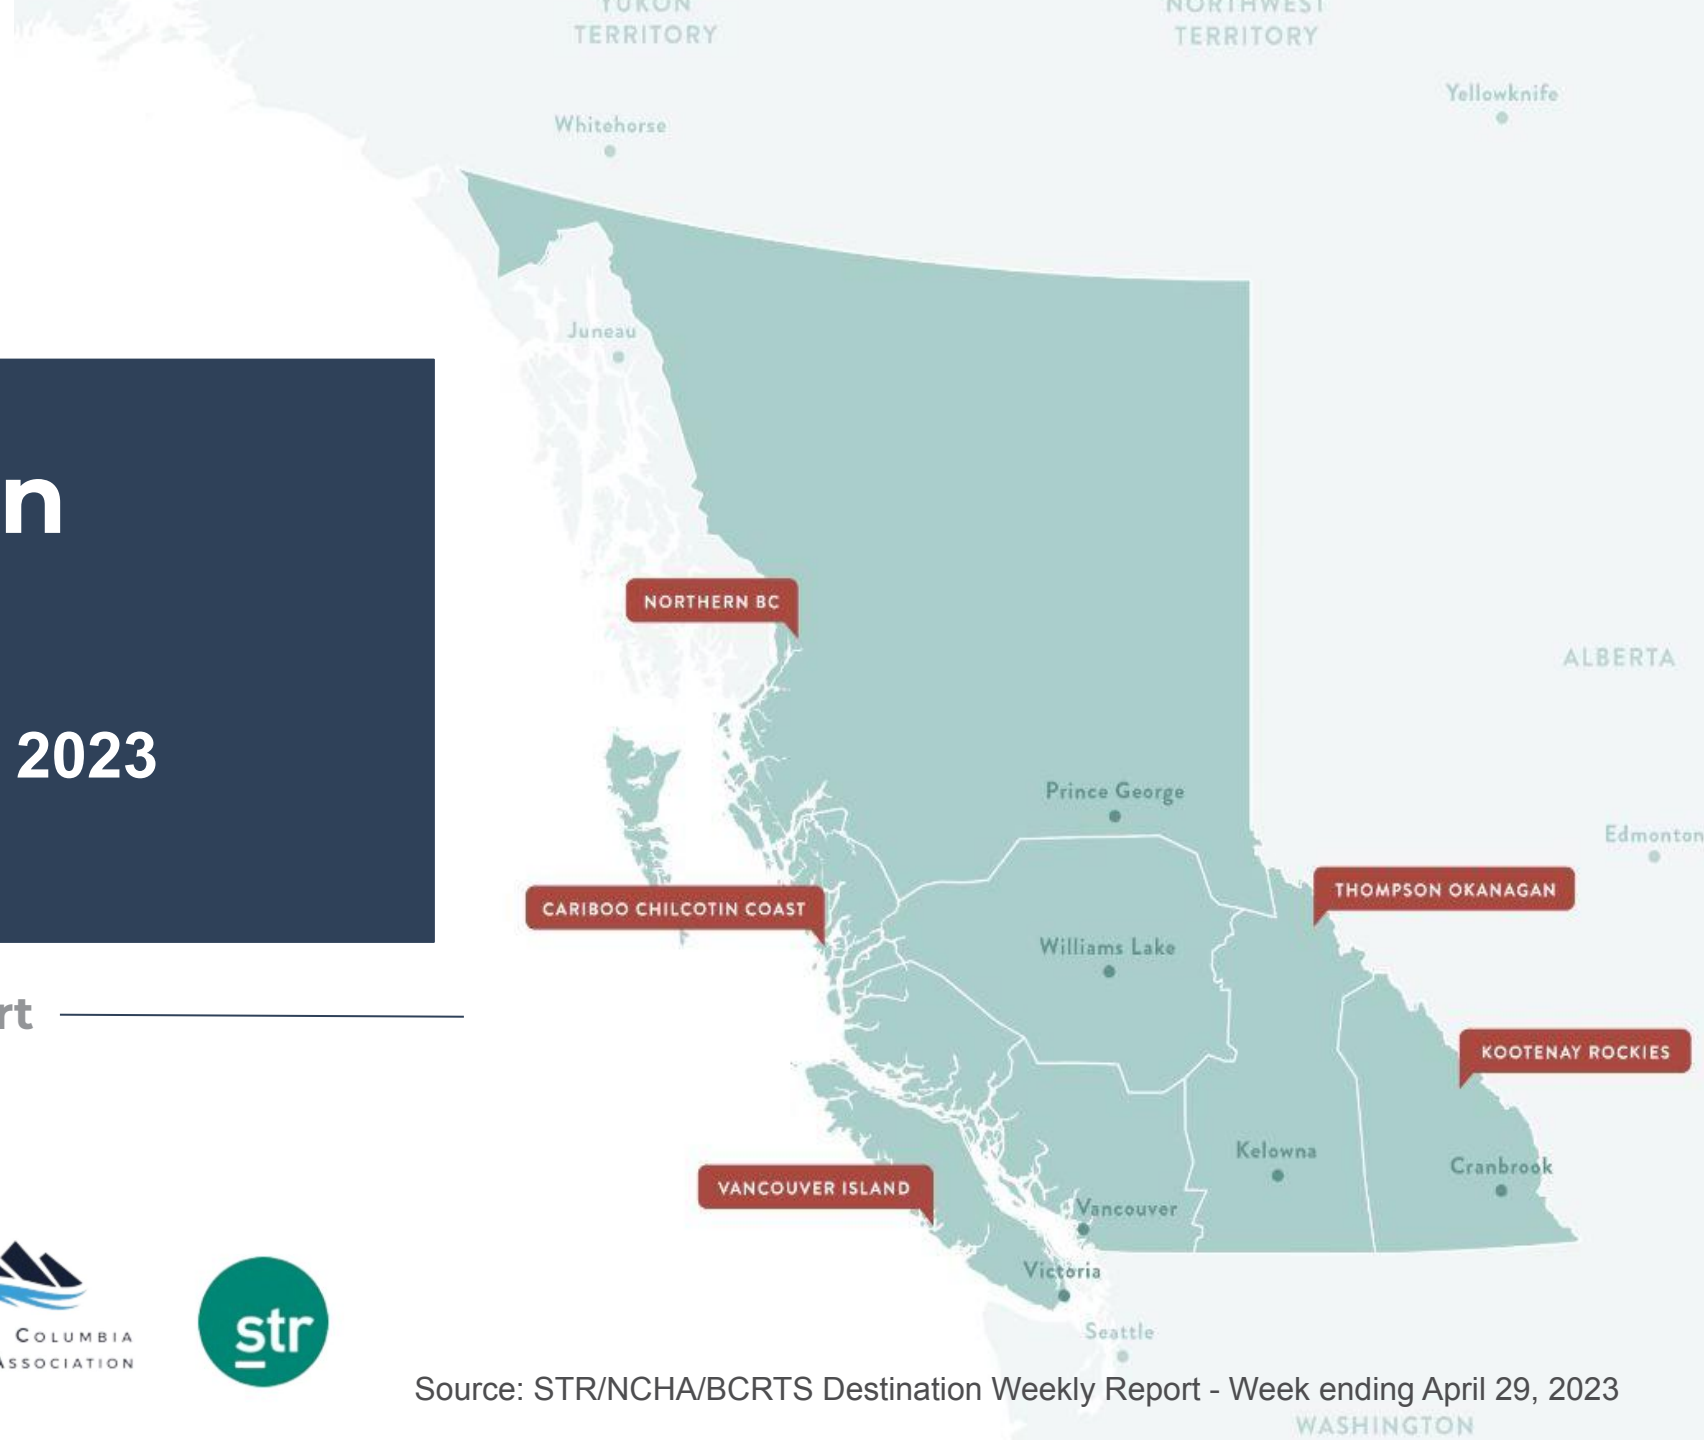 YUKON
TERRITORY
NORTHWEST
TERRITORY
Yellowknife
Whitehorse
Juneau
n
NORTHERN BC
ALBERTA
2023
Prince George
Edmonton
THOMPSON OKANAGAN
CARIBOO CHILCOTIN COAST
Williams Lake
rt
KOOTENAY ROCKIES
Kelowna
Cranbrook
VANCOUVER ISLAND
Vancouver
Victoria
COLUMBIA
ASSOCIATION
str
Seattle
Source: STR/NCHA/BCRTS Destination Weekly Report - Week ending April 29, 2023
WASHINGTON